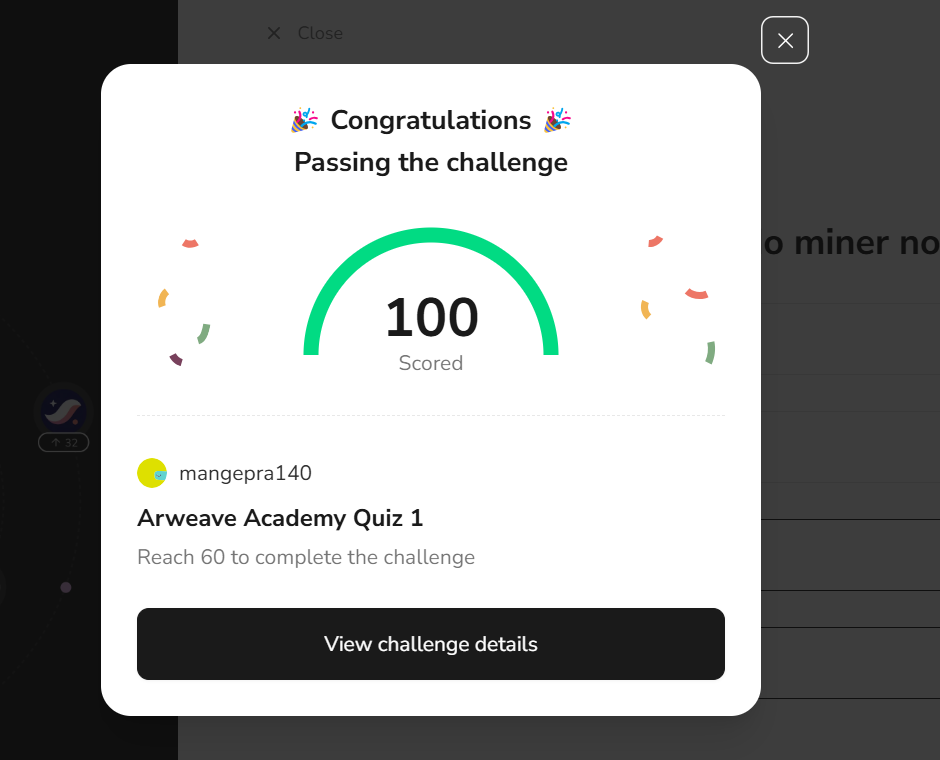 Close
🎉 Congratulations 🎉
Passing the challenge
o miner no
100
Scored
32
mangepra140
Arweave Academy Quiz 1
Reach 60 to complete the challenge
View challenge details